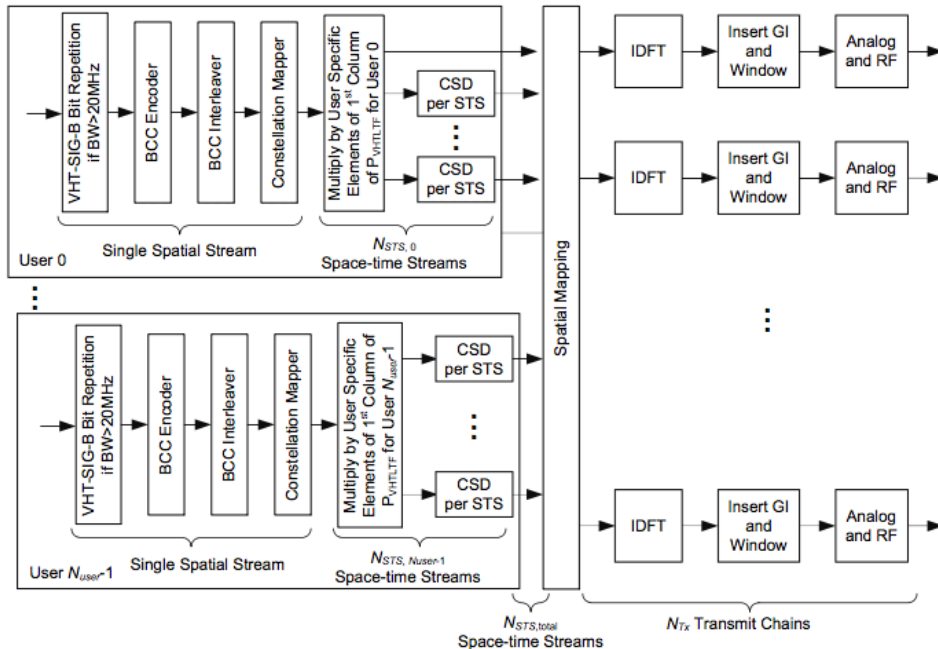 VHT-SIG-B Bit Repetition
if BW>20MHz
BCC Encoder
BCC Interleaver
Constellation Mapper
Multiply by User Specific
Elements of 1st Column
of PVHTLTF for User 0
CSD
per STS
CSD
per STS
Single Spatial Stream
NSTS, 0
Space-time Streams
User 0
VHT-SIG-B Bit Repetition
if BW>20MHz
BCC Encoder
BCC Interleaver
Constellation Mapper
Multiply by User Specific
Elements of 1st Column of
PVHTLTF for User Nuser-1
CSD
per STS
CSD
per STS
Single Spatial Stream
NSTS, Nuser-1
Space-time Streams
User Nuser-1
NSTS,total
Space-time Streams
Spatial Mapping
IDFT
Insert GI
and
Window
Analog
and RF
IDFT
Insert GI
and
Window
Analog
and RF
IDFT
Insert GI
and
Window
Analog
and RF
NTx Transmit Chains